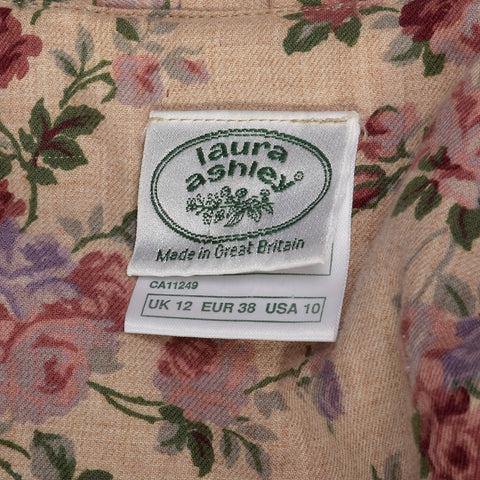 laura
ashley
Made in Great Britain
CA11249
UK 12 EUR 38 USA 10